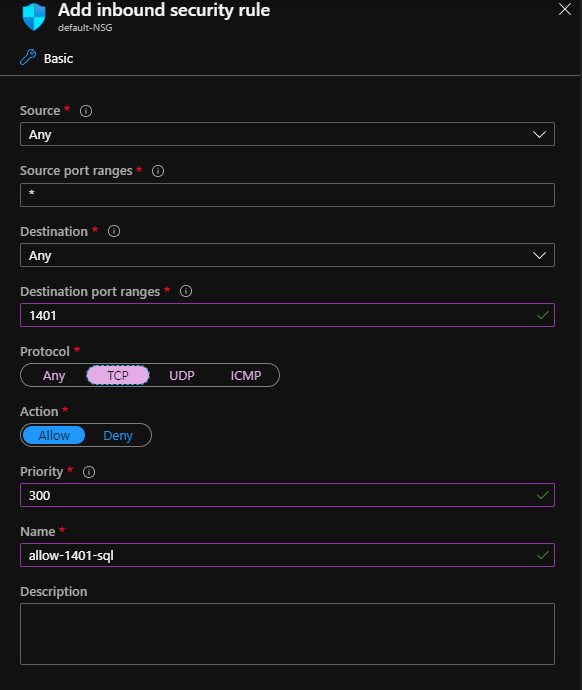 Add inbound security rule
default-NSG
Basic
Source *
Any
Source port ranges *
*
Destination *
Any
Destination port ranges *
1401
Protocol *
Any TCP UDP ICMP
Action *
Allow Deny
Priority *
300
Name *
allow-1401-sql
Description